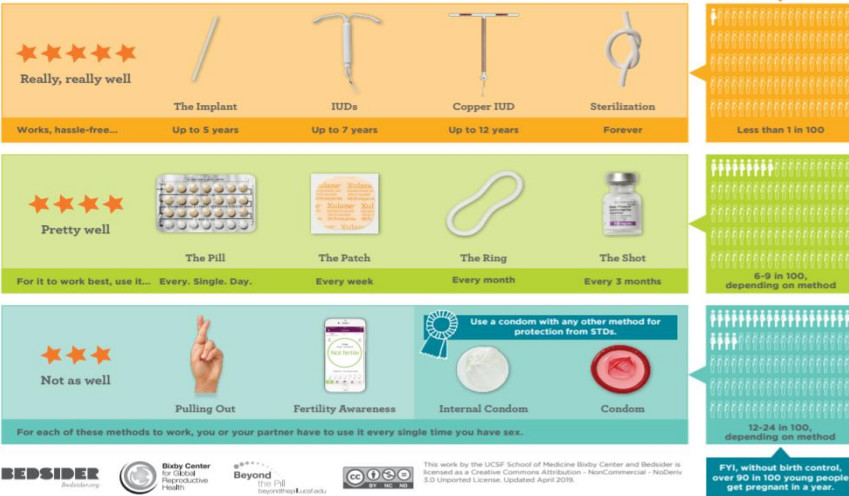 Really, really well
The Implant
IUDs
Copper IUD
Sterilization
Works, hassle-free...
Up to 5 years
Up to 7 years
Up to 12 years
Forever
Less than 1 in 100
Pretty well
Xulane
The Pill
The Patch
The Ring
The Shot
For it to work best, use it...
Every. Single. Day.
Every week
Every month
Every 3 months
6-9 in 100,
depending on method
Use a condom with any other method for
protection from STDs.
Not as well
Not fertile
Pulling Out
Fertility Awareness
Internal Condom
Condom
For each of these methods to work, you or your partner have to use it every single time you have sex.
12-24 in 100,
depending on method
FYI, without birth control,
over 90 in 100 young people
get pregnant in a year.
BEDSIDER
Bedsider.org
Bixby Center
for Global
Reproductive
Health
Beyond
the Pill
beyondthepill.ucsf.edu
cc
BY NC ND
This work by the UCSF School of Medicine Bixby Center and Bedsider is
licensed as a Creative Commons Attribution - NonCommercial - NoDeriv
3.0 Unported License. Updated April 2019.